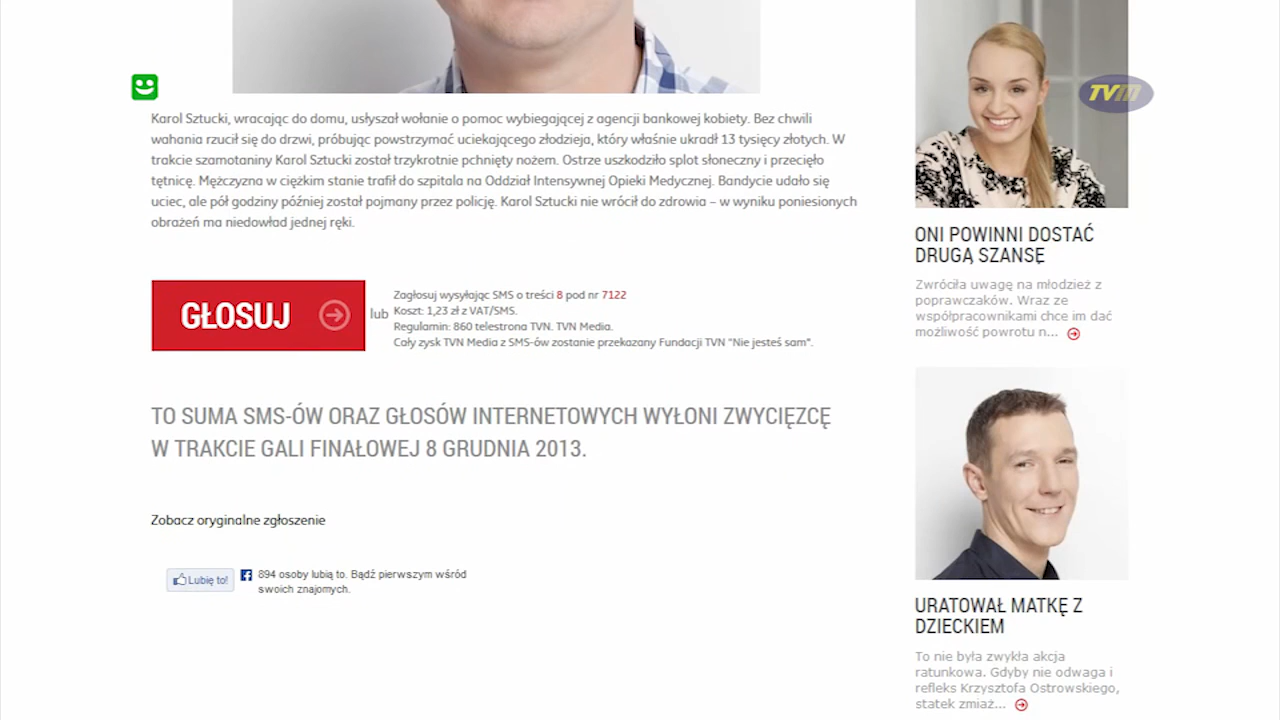 Karol Sztucki, wracając do domu, usłyszał wołanie o pomoc wybiegającej z agencji bankowej kobiety. Bez chwili
wahania rzucił się do drzwi, próbując powstrzymać uciekającego złodzieja, który właśnie ukradł 13 tysięcy złotych. W
trakcie szamotaniny Karol Sztucki został trzykrotnie pchnięty nożem. Ostrze uszkodziło splot słoneczny i przecięło
tętnicę. Mężczyzna w ciężkim stanie trafił do szpitala na Oddział Intensywnej Opieki Medycznej. Bandycie udało się
uciec, ale pół godziny później został pojmany przez policję. Karol Sztucki nie wrócił do zdrowia – w wyniku poniesionych
obrażeń ma niedowład jednej ręki.
GŁOSUJ
lub
Zagłosuj wysyłając SMS o treści 8 pod nr 7122
Koszt: 1,23 zł z VAT/SMS.
Regulamin: 860 telestrona TVN. TVN Media.
Cały zysk TVN Media z SMS-ów zostanie przekazany Fundacji TVN "Nie jesteś sam".
TO SUMA SMS-ÓW ORAZ GŁOSÓW INTERNETOWYCH WYŁONI ZWYCIĘZCĘ
W TRAKCIE GALI FINAŁOWEJ 8 GRUDNIA 2013.
Zobacz oryginalne zgłoszenie
Lubię to!
894 osoby lubią to. Bądź pierwszym wśród
swoich znajomych.
TVM
ONI POWINNI DOSTAĆ
DRUGĄ SZANSĘ
Zwróciła uwagę na młodzież z
poprawczaków. Wraz ze
współpracownikami chce im dać
możliwość powrotu n...
URATOWAŁ MATKĘ Z
DZIECKIEM
To nie była zwykła akcja
ratunkowa. Gdyby nie odwaga i
refleks Krzysztofa Ostrowskiego,
statek zmiaż...